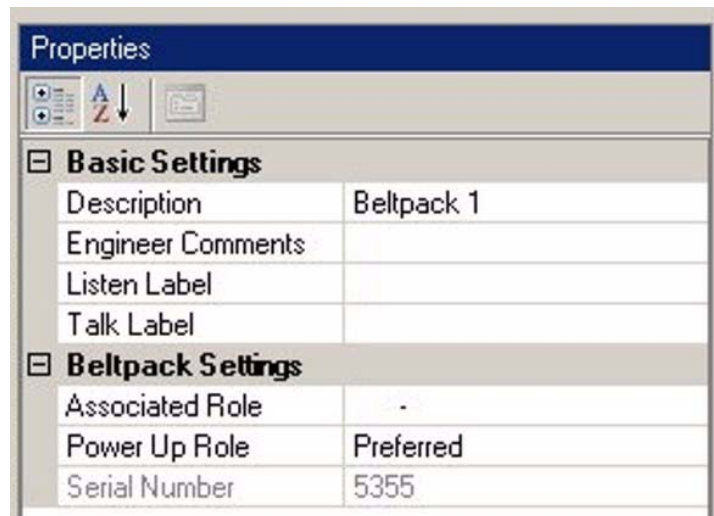 Properties
A
Z
Basic Settings
Description Beltpack 1
Engineer Comments
Listen Label
Talk Label
Beltpack Settings
Associated Role -
Power Up Role Preferred
Serial Number 5355